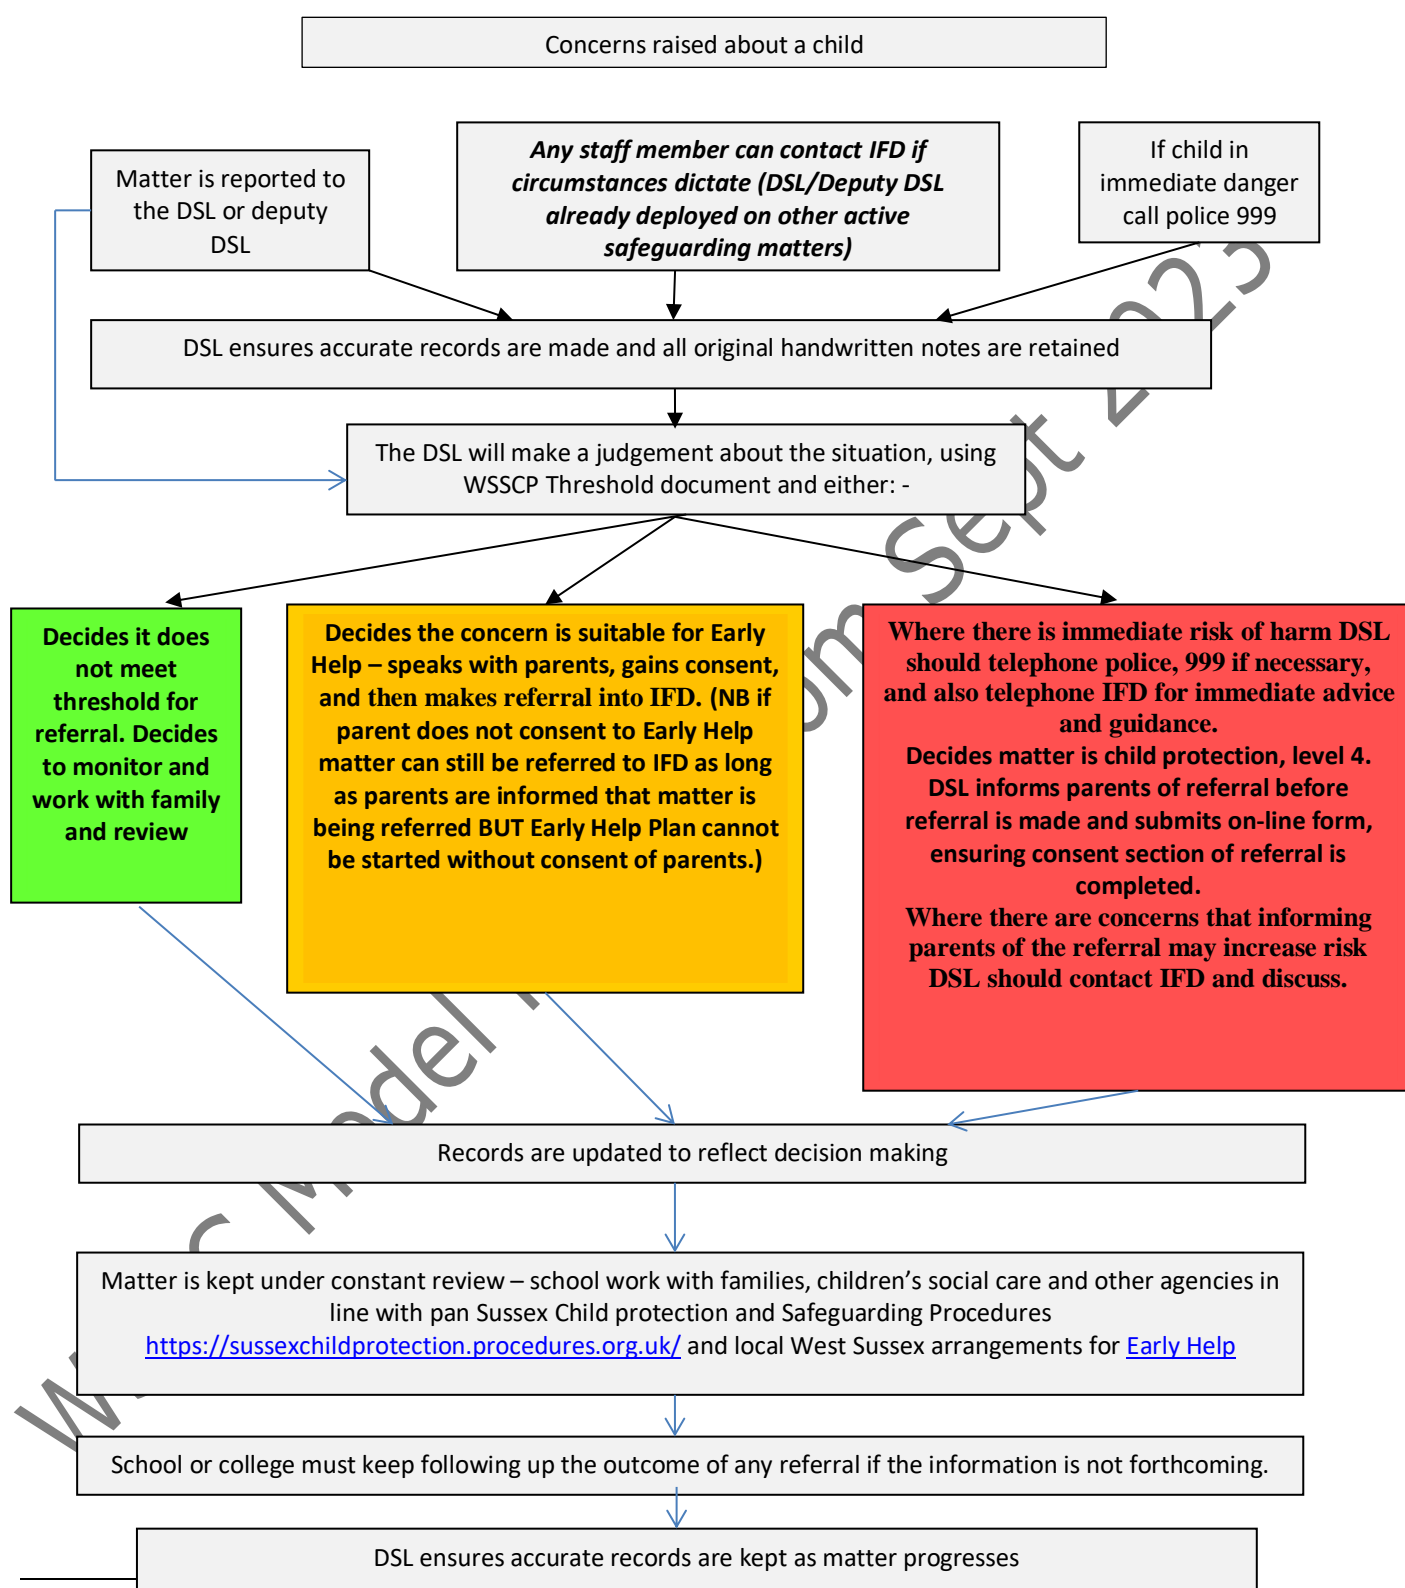 Concerns raised about a child
Matter is reported to
the DSL or deputy
DSL
Any staff member can contact IFD if
circumstances dictate (DSL/Deputy DSL
already deployed on other active
safeguarding matters)
If child in
immediate danger
call police 999
DSL ensures accurate records are made and all original handwritten notes are retained
The DSL will make a judgement about the situation, using
WSSCP Threshold document and either: -
Decides it does
not meet
threshold for
referral. Decides
to monitor and
work with family
and review
Decides the concern is suitable for Early
Help – speaks with parents, gains consent,
and then makes referral into IFD. (NB if
parent does not consent to Early Help
matter can still be referred to IFD as long
as parents are informed that matter is
being referred BUT Early Help Plan cannot
be started without consent of parents.)
Where there is immediate risk of harm DSL
should telephone police, 999 if necessary,
and also telephone IFD for immediate advice
and guidance.
Decides matter is child protection, level 4.
DSL informs parents of referral before
referral is made and submits on-line form,
ensuring consent section of referral is
completed.
Where there are concerns that informing
parents of the referral may increase risk
DSL should contact IFD and discuss.
Records are updated to reflect decision making
Matter is kept under constant review – school work with families, children's social care and other agencies in
line with pan Sussex Child protection and Safeguarding Procedures
https://sussexchildprotection.procedures.org.uk/ and local West Sussex arrangements for Early Help
School or college must keep following up the outcome of any referral if the information is not forthcoming.
DSL ensures accurate records are kept as matter progresses
Model
Sept 2023